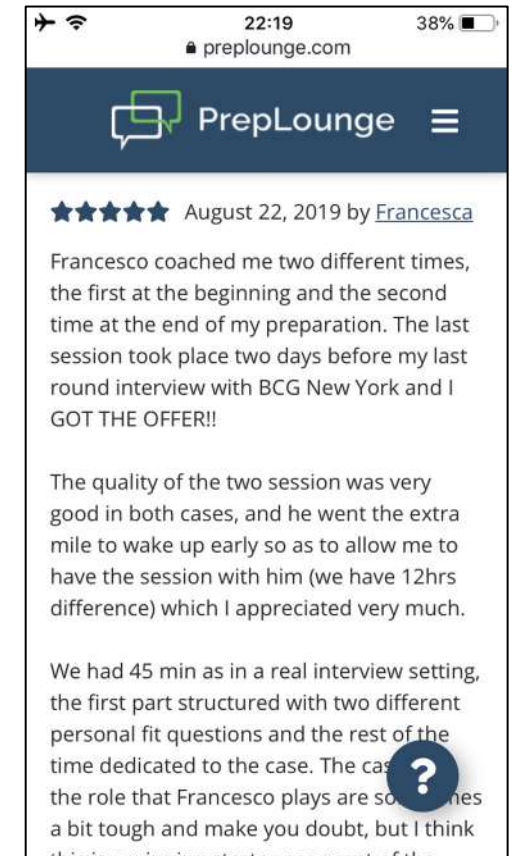 22:19
38%
preplounge.com
PrepLounge
August 22, 2019 by Francesca
Francesco coached me two different times,
the first at the beginning and the second
time at the end of my preparation. The last
session took place two days before my last
round interview with BCG New York and I
GOT THE OFFER!!
The quality of the two session was very
good in both cases, and he went the extra
mile to wake up early so as to allow me to
have the session with him (we have 12hrs
difference) which I appreciated very much.
We had 45 min as in a real interview setting,
the first part structured with two different
personal fit questions and the rest of the
time dedicated to the case. The
?
the role that Francesco plays are
a bit tough and make you doubt, but I think